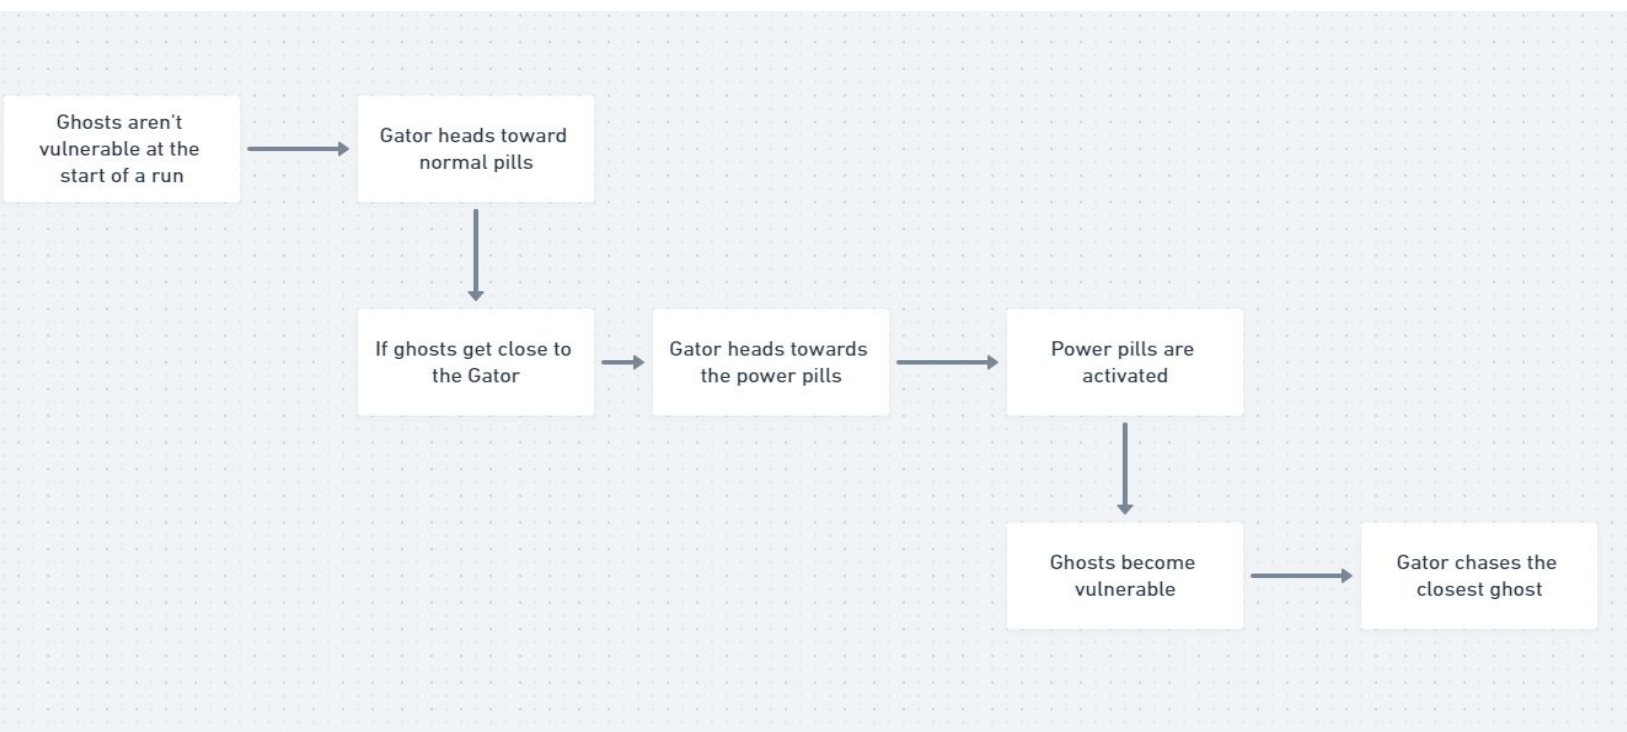 Ghosts aren't
vulnerable at the
start of a run
Gator heads toward
normal pills
If ghosts get close to
the Gator
Gator heads towards
the power pills
Power pills are
activated
Ghosts become
vulnerable
Gator chases the
closest ghost